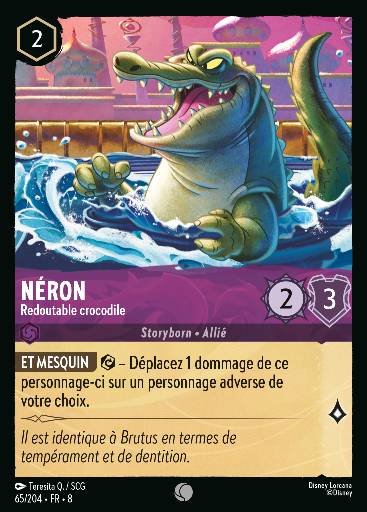 2
NÉRON
Redoutable crocodile
2
3
Storyborn • Allié
ET MESQUIN – Déplacez 1 dommage de ce
personnage-ci sur un personnage adverse de
votre choix.
Il est identique à Brutus en termes de
tempérament et de dentition.
Teresita Q. / SCG
65/204 • FR • 8
Disney Lorcana
©Disney